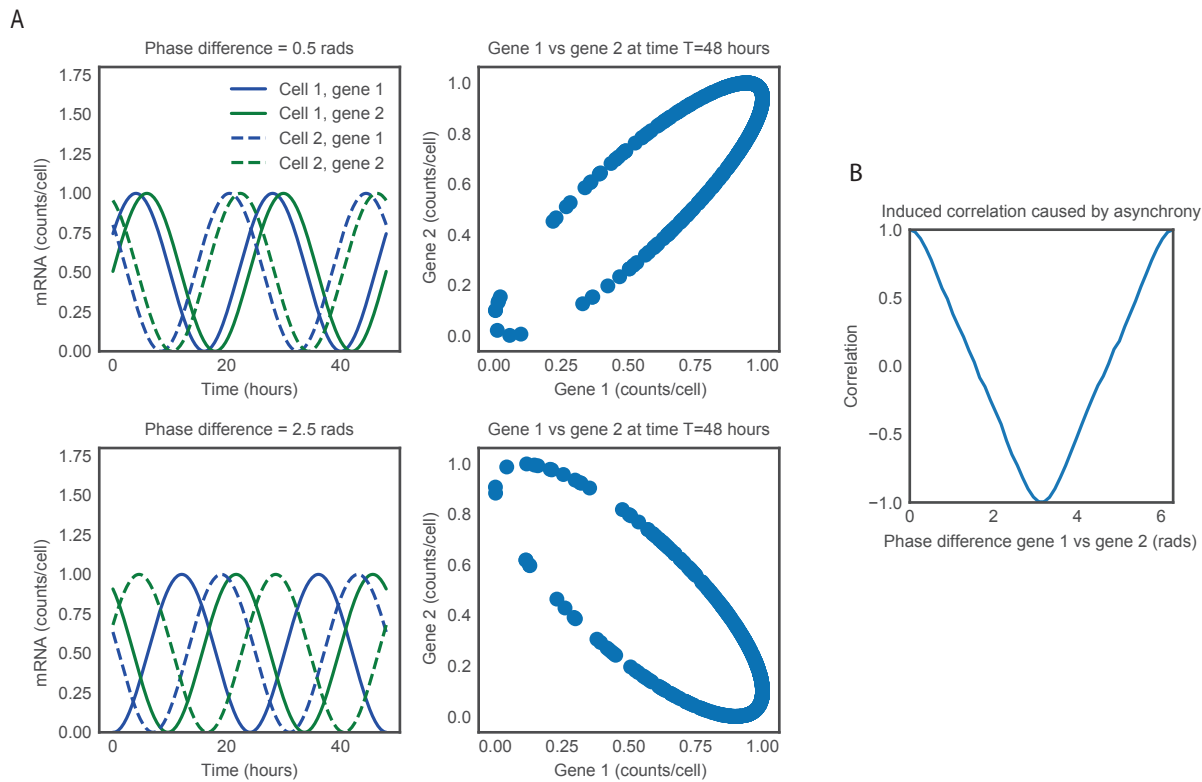 A
Phase difference = 0.5 rads
1.75
1.50
1.25
1.00
0.75
0.50
0.25
0.00
mRNA (counts/cell)
0
20
40
Time (hours)
Cell 1, gene 1
Cell 1, gene 2
Cell 2, gene 1
Cell 2, gene 2
Gene 1 vs gene 2 at time T=48 hours
1.0
0.8
0.6
0.4
0.2
0.0
Gene 2 (counts/cell)
0.00
0.25
0.50
0.75
1.00
Gene 1 (counts/cell)
Phase difference = 2.5 rads
1.75
1.50
1.25
1.00
0.75
0.50
0.25
0.00
mRNA (counts/cell)
0
20
40
Time (hours)
Gene 1 vs gene 2 at time T=48 hours
1.0
0.8
0.6
0.4
0.2
0.0
Gene 2 (counts/cell)
0.00
0.25
0.50
0.75
1.00
Gene 1 (counts/cell)
B
Induced correlation caused by asynchrony
1.0
0.5
0.0
−0.5
−1.0
Correlation
0
2
4
6
Phase difference gene 1 vs gene 2 (rads)